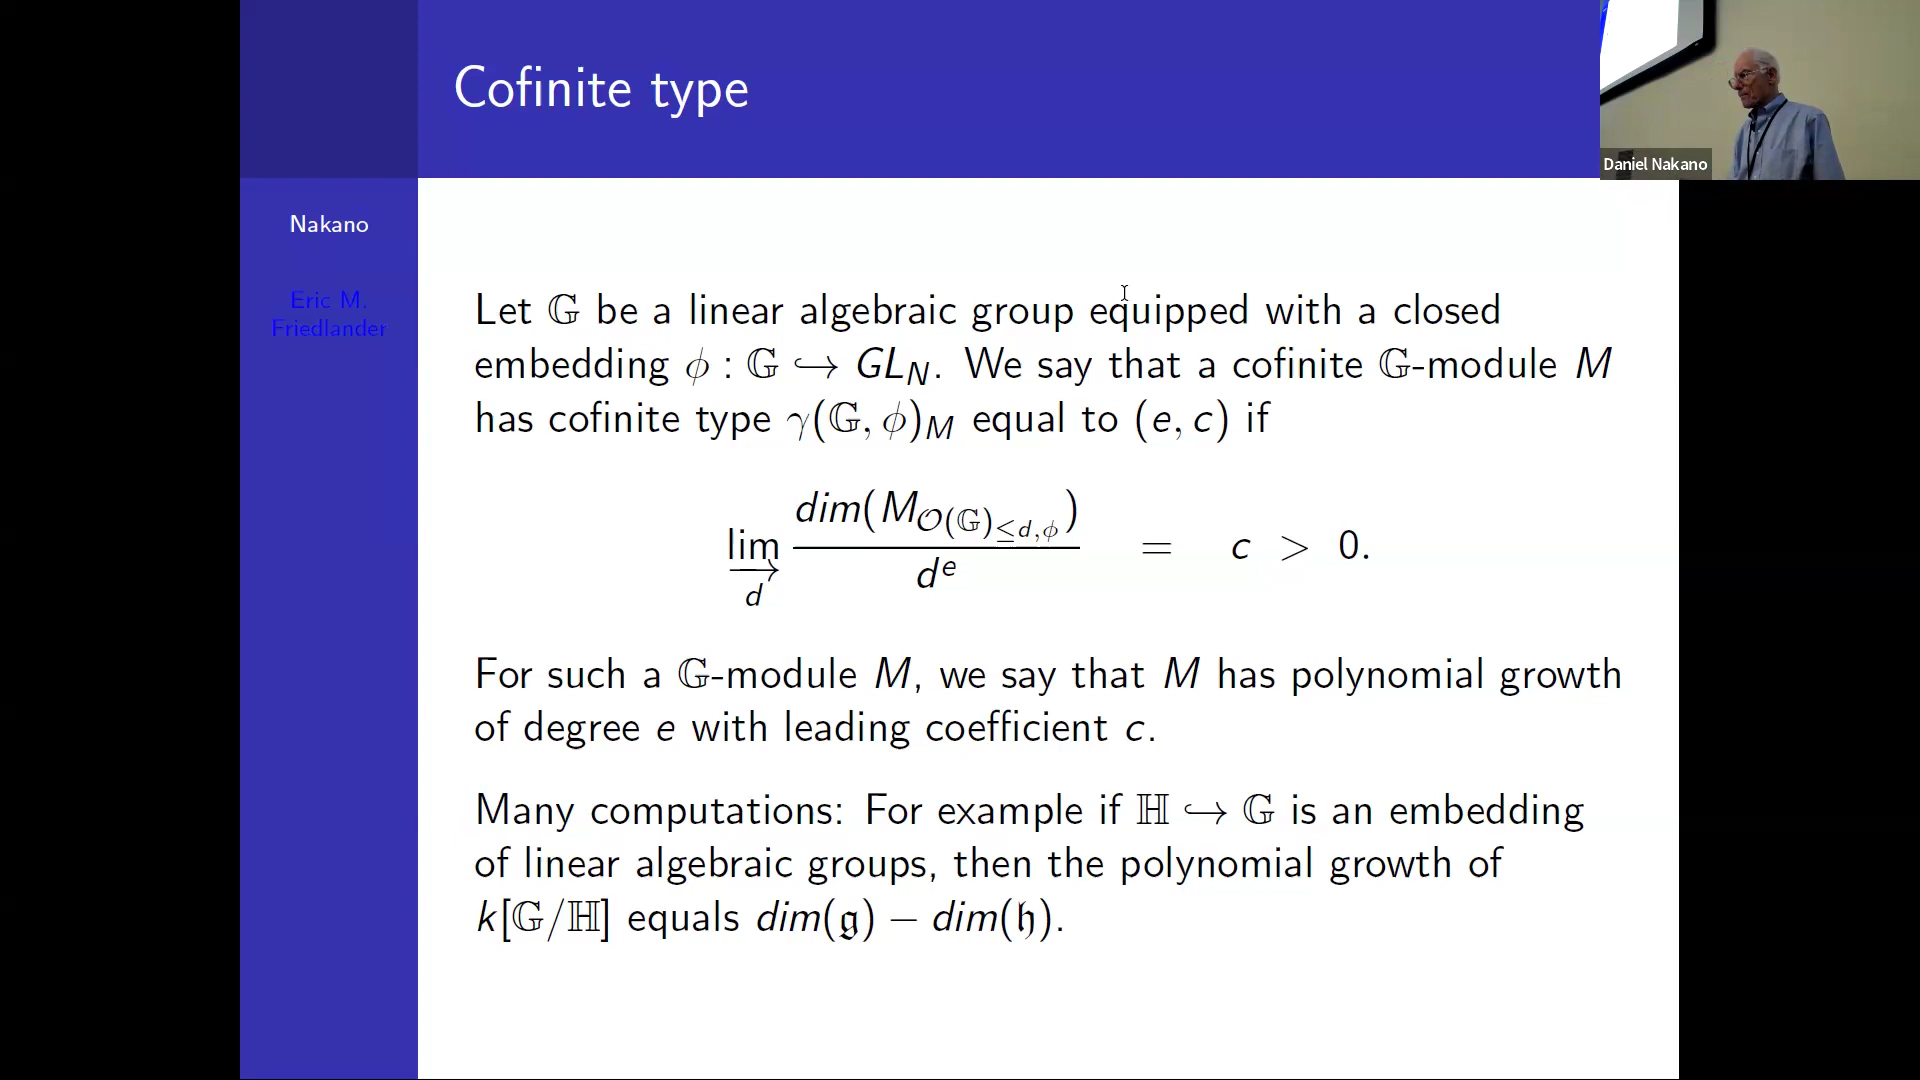 Cofinite type
Daniel Nakano
Nakano
Eric M.
Friedlander
Let 𝔾 be a linear algebraic group equipped with a closed
embedding ϕ : 𝔾 ↪ GL_N. We say that a cofinite 𝔾-module M
has cofinite type γ(𝔾, ϕ)_M equal to (e, c) if
lim_{→ d} dim(M_{𝒪(𝔾)_{≤d,ϕ}}) / d^e = c > 0.
For such a 𝔾-module M, we say that M has polynomial growth
of degree e with leading coefficient c.
Many computations: For example if ℍ ↪ 𝔾 is an embedding
of linear algebraic groups, then the polynomial growth of
k[𝔾/ℍ] equals dim(𝔤) − dim(𝔥).